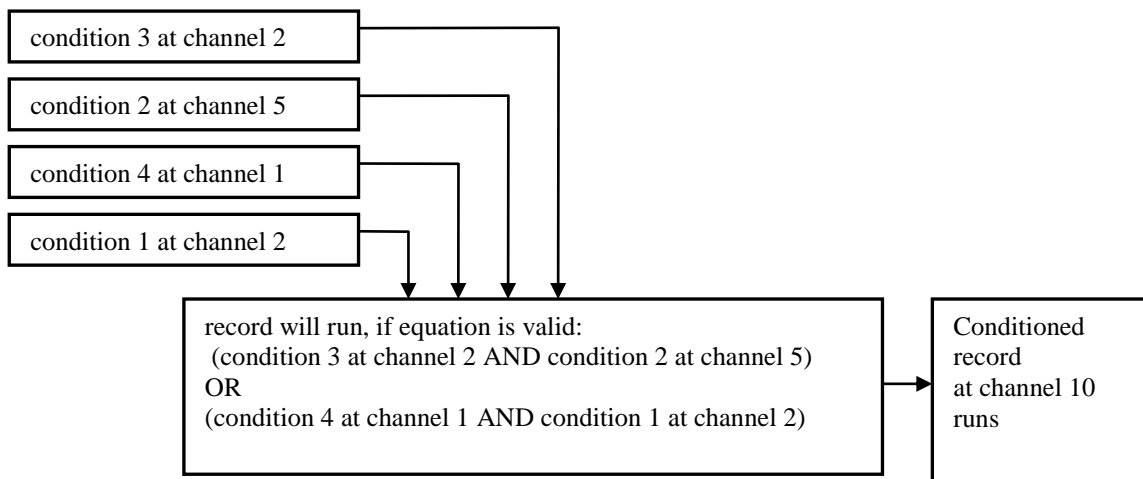 condition 3 at channel 2
condition 2 at channel 5
condition 4 at channel 1
condition 1 at channel 2
record will run, if equation is valid:
(condition 3 at channel 2 AND condition 2 at channel 5)
OR
(condition 4 at channel 1 AND condition 1 at channel 2)
Conditioned
record
at channel 10
runs